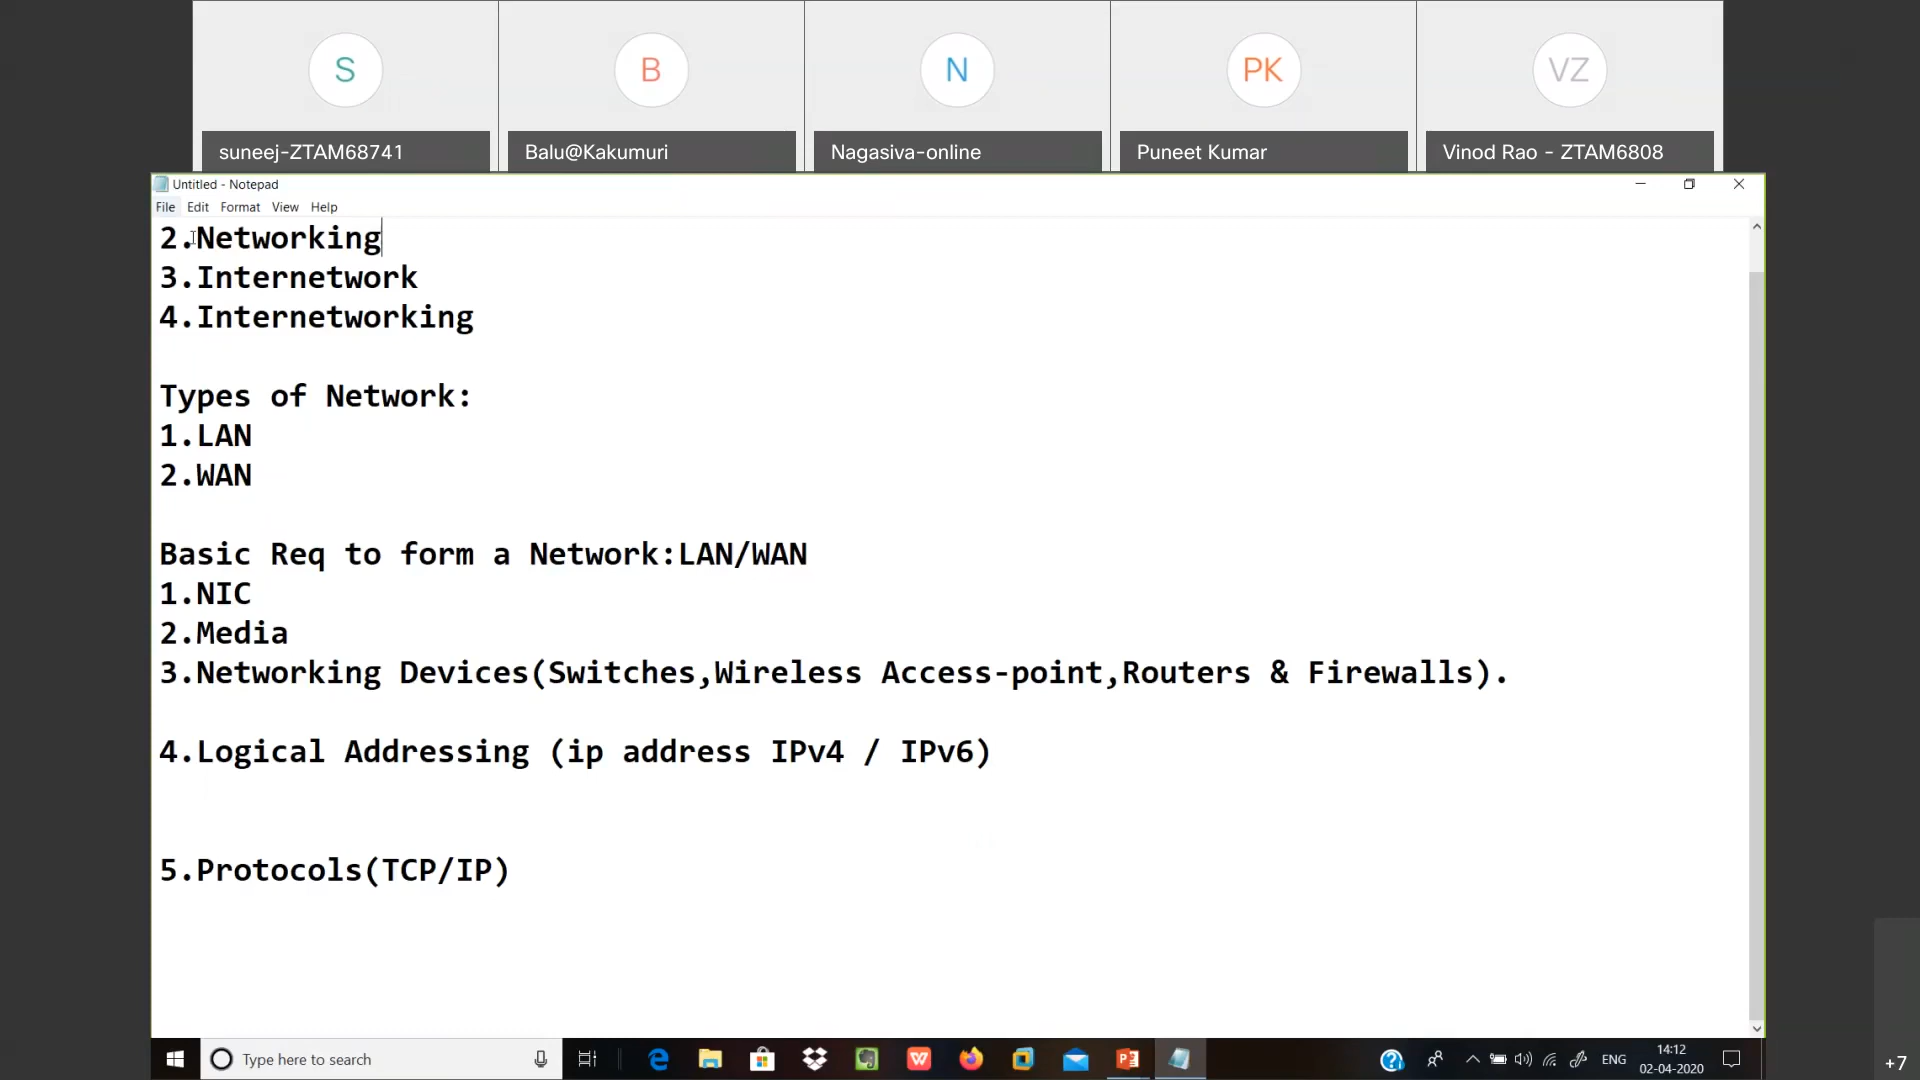 S B N PK VZ
suneej-ZTAM68741 Balu@Kakumuri Nagasiva-online Puneet Kumar Vinod Rao - ZTAM6808
Untitled - Notepad
File Edit Format View Help
2.Networking
3.Internetwork
4.Internetworking
Types of Network:
1.LAN
2.WAN
Basic Req to form a Network:LAN/WAN
1.NIC
2.Media
3.Networking Devices(Switches,Wireless Access-point,Routers & Firewalls).
4.Logical Addressing (ip address IPv4 / IPv6)
5.Protocols(TCP/IP)
Type here to search
ENG
14:12
02-04-2020
+7